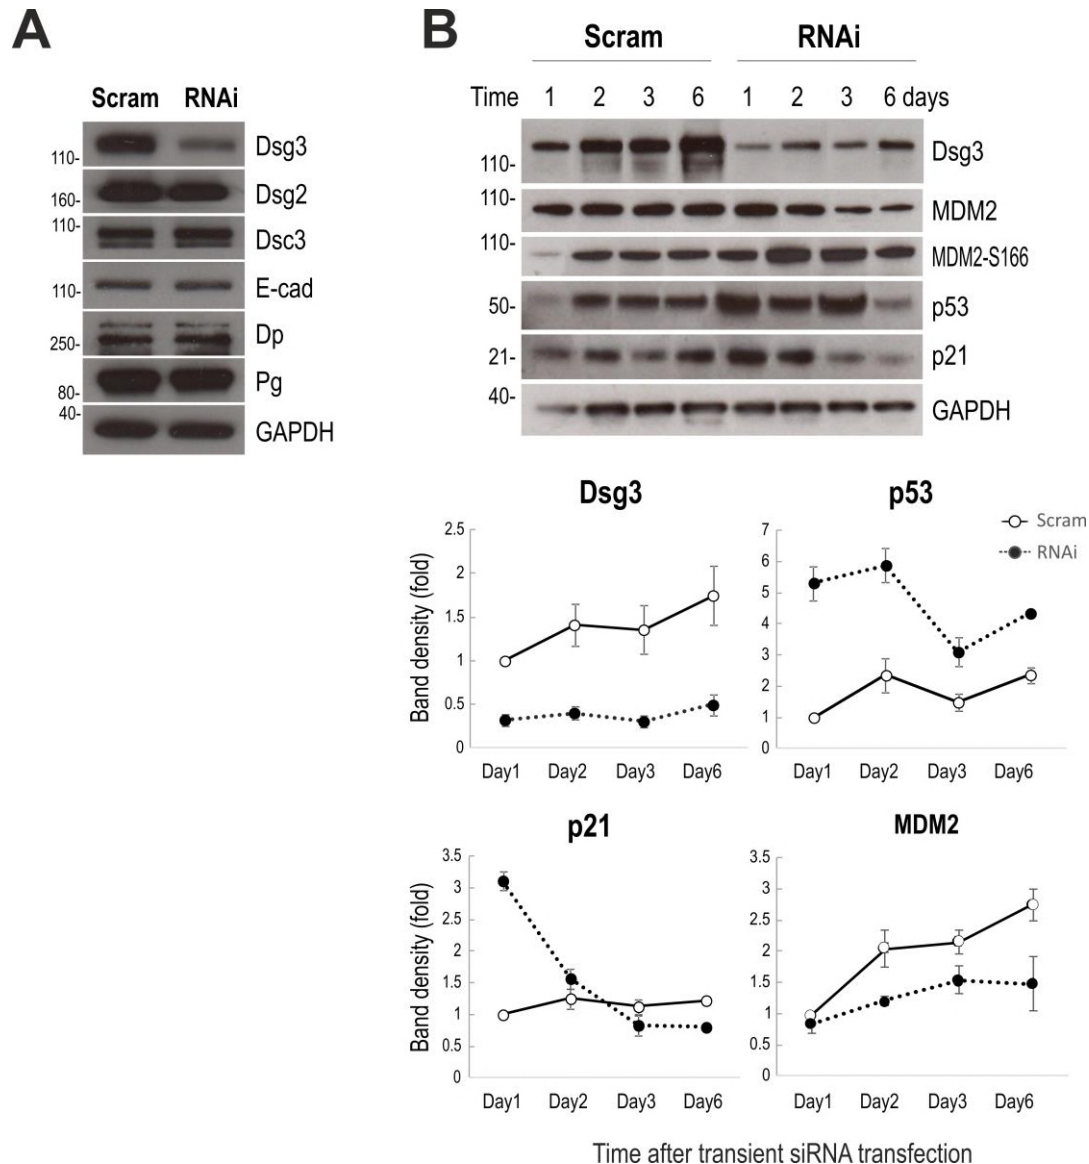 A
Scram RNAi
110- Dsg3
160- Dsg2
110- Dsc3
110- E-cad
250- Dp
80- Pg
40- GAPDH
B
Scram RNAi
Time 1 2 3 6 1 2 3 6 days
110- Dsg3
110- MDM2
110- MDM2-S166
50- p53
21- p21
40- GAPDH
Dsg3
Band density (fold)
2.5
2
1.5
1
0.5
0
Day1 Day2 Day3 Day6
p53
7
6
5
4
3
2
1
0
Day1 Day2 Day3 Day6
Scram
RNAi
p21
Band density (fold)
3.5
3
2.5
2
1.5
1
0.5
0
Day1 Day2 Day3 Day6
MDM2
3.5
3
2.5
2
1.5
1
0.5
0
Day1 Day2 Day3 Day6
Time after transient siRNA transfection